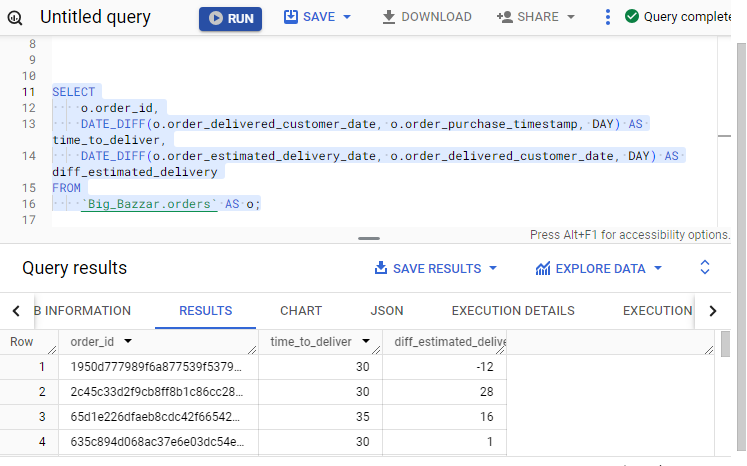 Untitled query RUN SAVE DOWNLOAD SHARE Query complete
8
9
10
11 SELECT
12 o.order_id,
13 DATE_DIFF(o.order_delivered_customer_date, o.order_purchase_timestamp, DAY) AS
time_to_deliver,
14 DATE_DIFF(o.order_estimated_delivery_date, o.order_delivered_customer_date, DAY) AS
diff_estimated_delivery
15 FROM
16 `Big_Bazzar.orders` AS o;
17
Press Alt+F1 for accessibility options.
Query results SAVE RESULTS EXPLORE DATA
B INFORMATION RESULTS CHART JSON EXECUTION DETAILS EXECUTION
Row order_id time_to_deliver diff_estimated_delive
1 1950d777989f6a877539f5379... 30 -12
2 2c45c33d2f9cb8ff8b1c86cc28... 30 28
3 65d1e226dfaeb8cdc42f66542... 35 16
4 635c894d068ac37e6e03dc54e... 30 1